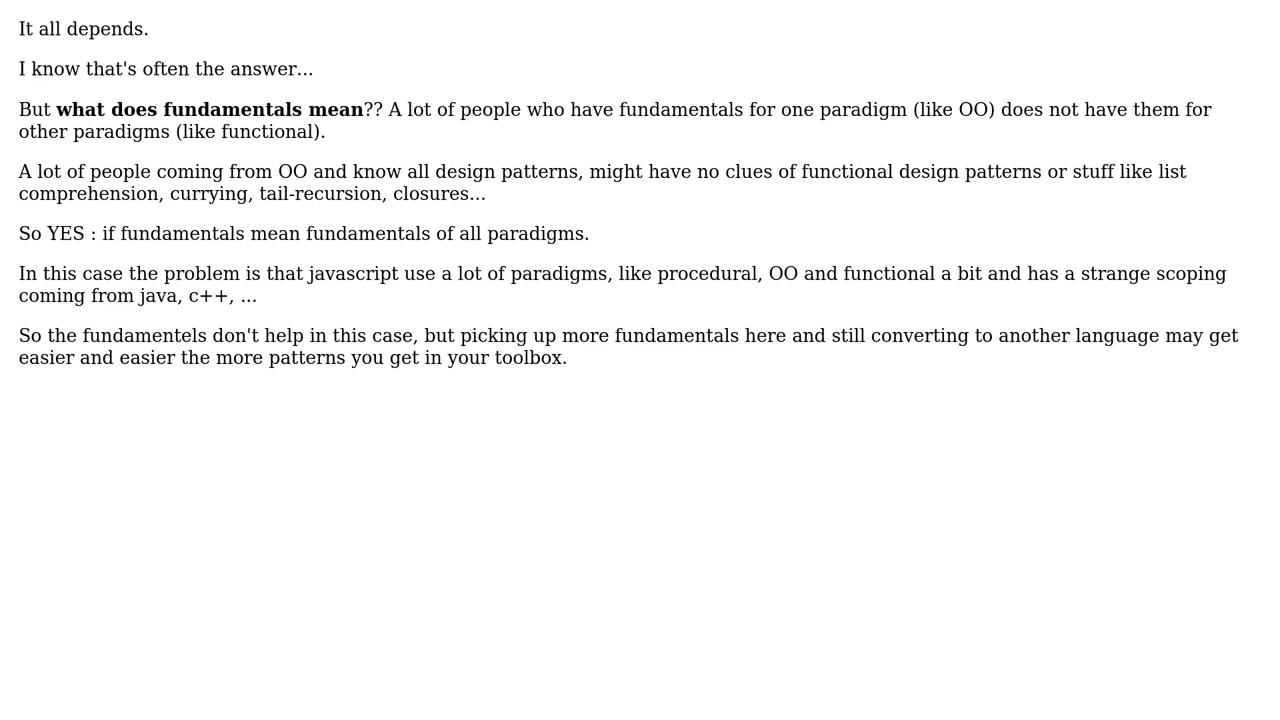 It all depends.
I know that's often the answer...
But what does fundamentals mean?? A lot of people who have fundamentals for one paradigm (like OO) does not have them for
other paradigms (like functional).
A lot of people coming from OO and know all design patterns, might have no clues of functional design patterns or stuff like list
comprehension, currying, tail-recursion, closures...
So YES : if fundamentals mean fundamentals of all paradigms.
In this case the problem is that javascript use a lot of paradigms, like procedural, OO and functional a bit and has a strange scoping
coming from java, c++, ...
So the fundamentels don't help in this case, but picking up more fundamentals here and still converting to another language may get
easier and easier the more patterns you get in your toolbox.